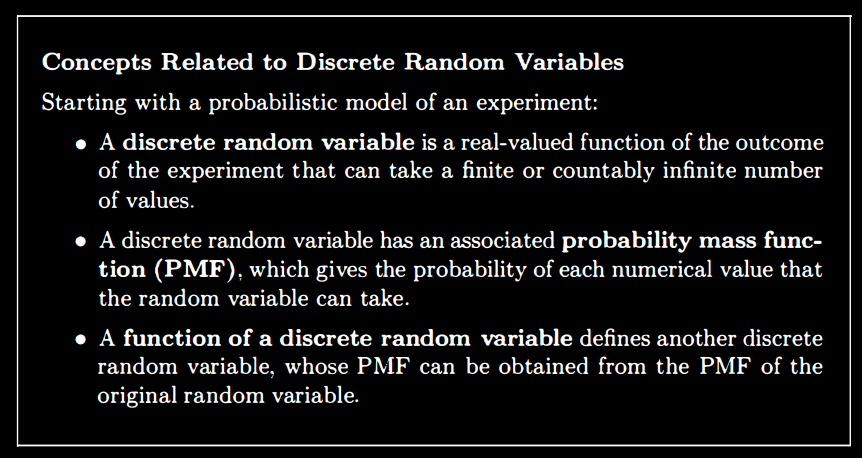 Concepts Related to Discrete Random Variables
Starting with a probabilistic model of an experiment:
• A discrete random variable is a real-valued function of the outcome
of the experiment that can take a finite or countably infinite number
of values.
• A discrete random variable has an associated probability mass func-
tion (PMF), which gives the probability of each numerical value that
the random variable can take.
• A function of a discrete random variable defines another discrete
random variable, whose PMF can be obtained from the PMF of the
original random variable.